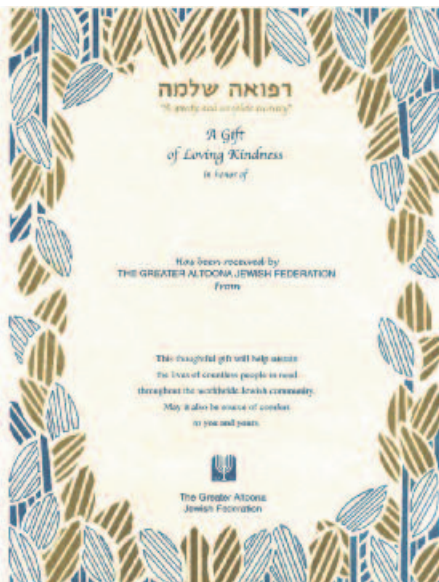 רפואה שלמה
"A speedy and complete recovery"
A Gift
of Loving Kindness
in honor of
Has been received by
THE GREATER ALTOONA JEWISH FEDERATION
From
This thoughtful gift will help sustain
the lives of countless people in need
throughout the worldwide Jewish community.
May it also be source of comfort
to you and yours.
The Greater Altoona
Jewish Federation